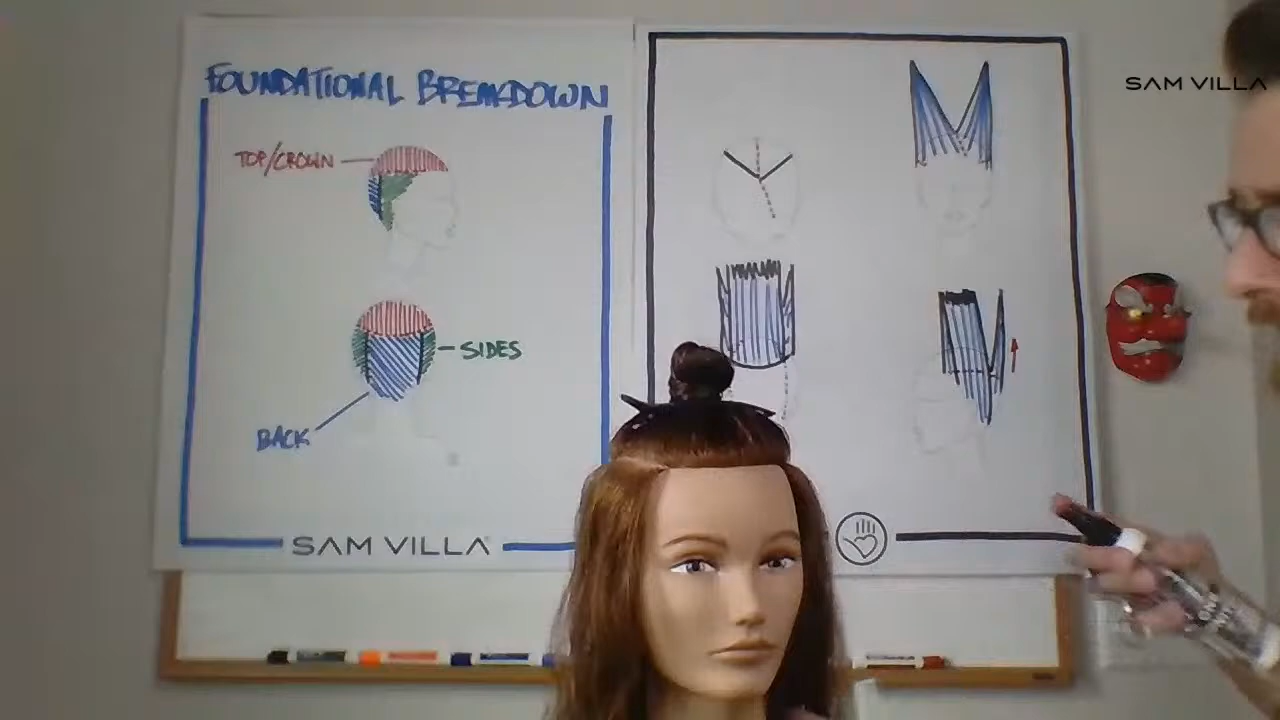 FOUNDATIONAL BREAKDOWN
TOP/CROWN
SIDES
BACK
SAM VILLA
SAM VILLA